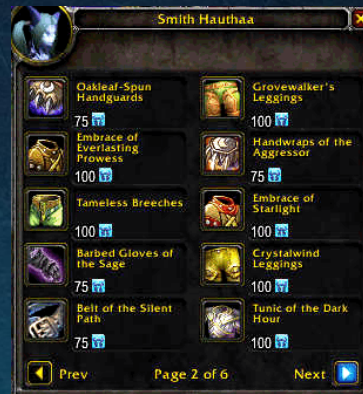 Smith Hauthaa
Oakleaf-Spun
Handguards
75
Grovewalker's
Leggings
100
Embrace of
Everlasting
Prowess
100
Handwraps of the
Aggressor
75
Tameless Breeches
100
Embrace of
Starlight
100
Barbed Gloves of
the Sage
75
Crystalwind
Leggings
100
Belt of the Silent
Path
75
Tunic of the Dark
Hour
100
Prev
Page 2 of 6
Next